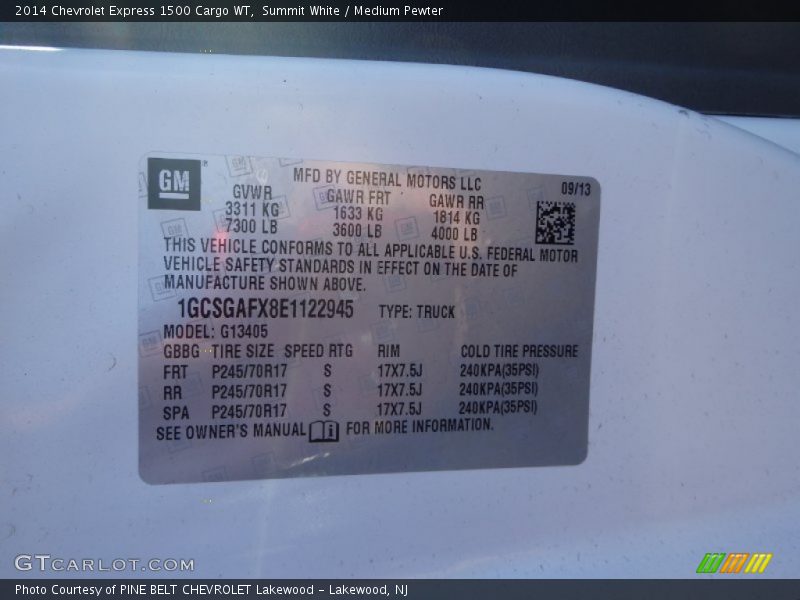 2014 Chevrolet Express 1500 Cargo WT, Summit White / Medium Pewter
GM
MFD BY GENERAL MOTORS LLC 09/13
GVWR GAWR FRT GAWR RR
3311 KG 1633 KG 1814 KG
7300 LB 3600 LB 4000 LB
THIS VEHICLE CONFORMS TO ALL APPLICABLE U.S. FEDERAL MOTOR
VEHICLE SAFETY STANDARDS IN EFFECT ON THE DATE OF
MANUFACTURE SHOWN ABOVE.
1GCSGAFX8E1122945 TYPE: TRUCK
MODEL: G13405
GBBG TIRE SIZE SPEED RTG RIM COLD TIRE PRESSURE
FRT P245/70R17 S 17X7.5J 240KPA(35PSI)
RR P245/70R17 S 17X7.5J 240KPA(35PSI)
SPA P245/70R17 S 17X7.5J 240KPA(35PSI)
SEE OWNER'S MANUAL FOR MORE INFORMATION.
GTCARLOT.COM
Photo Courtesy of PINE BELT CHEVROLET Lakewood - Lakewood, NJ